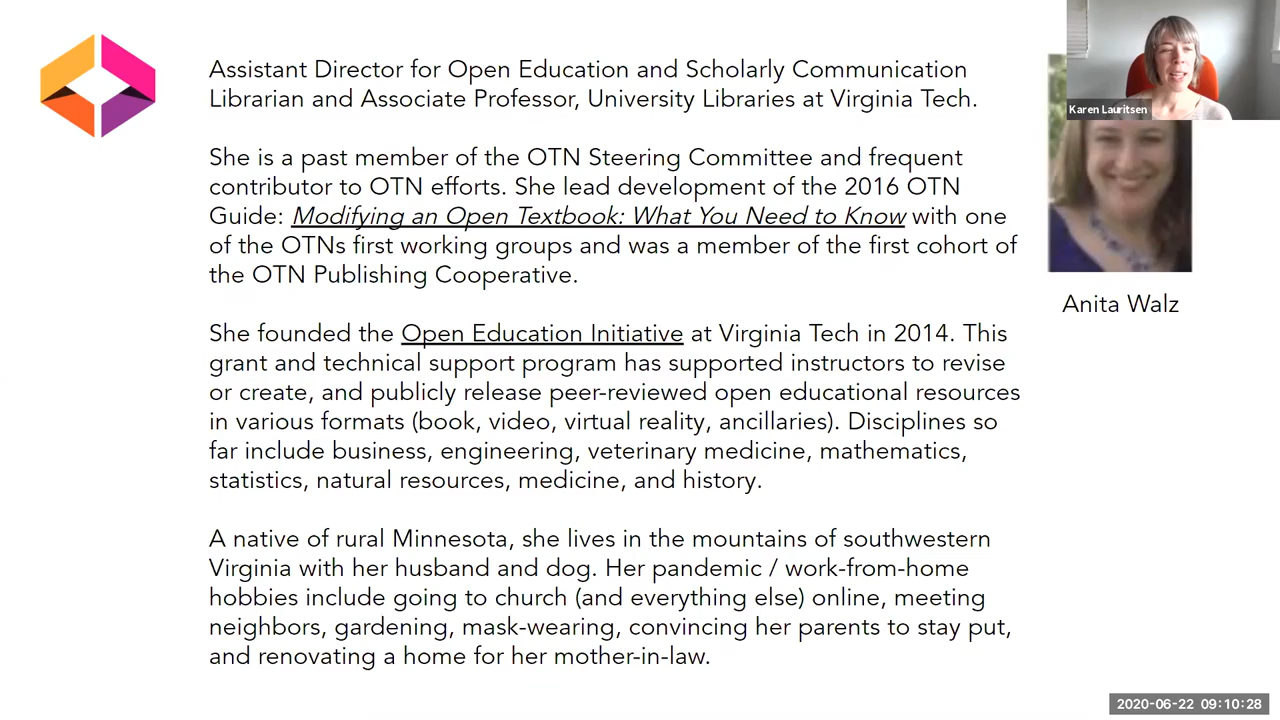 Assistant Director for Open Education and Scholarly Communication
Librarian and Associate Professor, University Libraries at Virginia Tech.
She is a past member of the OTN Steering Committee and frequent
contributor to OTN efforts. She lead development of the 2016 OTN
Guide: Modifying an Open Textbook: What You Need to Know with one
of the OTNs first working groups and was a member of the first cohort of
the OTN Publishing Cooperative.
She founded the Open Education Initiative at Virginia Tech in 2014. This
grant and technical support program has supported instructors to revise
or create, and publicly release peer-reviewed open educational resources
in various formats (book, video, virtual reality, ancillaries). Disciplines so
far include business, engineering, veterinary medicine, mathematics,
statistics, natural resources, medicine, and history.
A native of rural Minnesota, she lives in the mountains of southwestern
Virginia with her husband and dog. Her pandemic / work-from-home
hobbies include going to church (and everything else) online, meeting
neighbors, gardening, mask-wearing, convincing her parents to stay put,
and renovating a home for her mother-in-law.
Karen Lauritsen
Anita Walz
2020-06-22 09:10:28